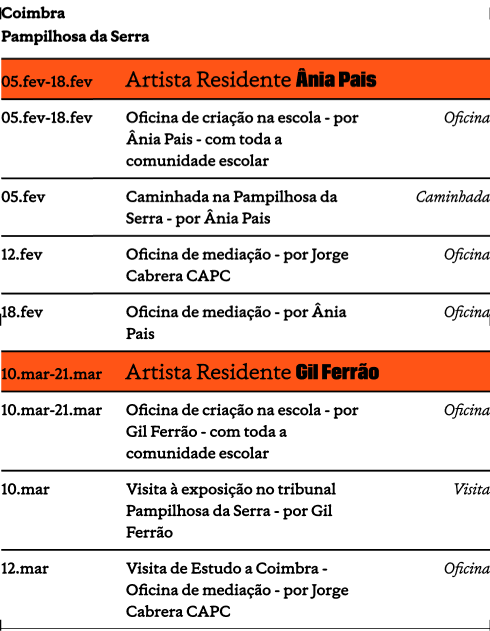 Coimbra
Pampilhosa da Serra
05.fev-18.fev Artista Residente Ânia Pais
05.fev-18.fev Oficina de criação na escola - por Oficina
Ânia Pais - com toda a
comunidade escolar
05.fev Caminhada na Pampilhosa da Caminhada
Serra - por Ânia Pais
12.fev Oficina de mediação - por Jorge Oficina
Cabrera CAPC
18.fev Oficina de mediação - por Ânia Oficina
Pais
10.mar-21.mar Artista Residente Gil Ferrão
10.mar-21.mar Oficina de criação na escola - por Oficina
Gil Ferrão - com toda a
comunidade escolar
10.mar Visita à exposição no tribunal Visita
Pampilhosa da Serra - por Gil
Ferrão
12.mar Visita de Estudo a Coimbra - Oficina
Oficina de mediação - por Jorge
Cabrera CAPC